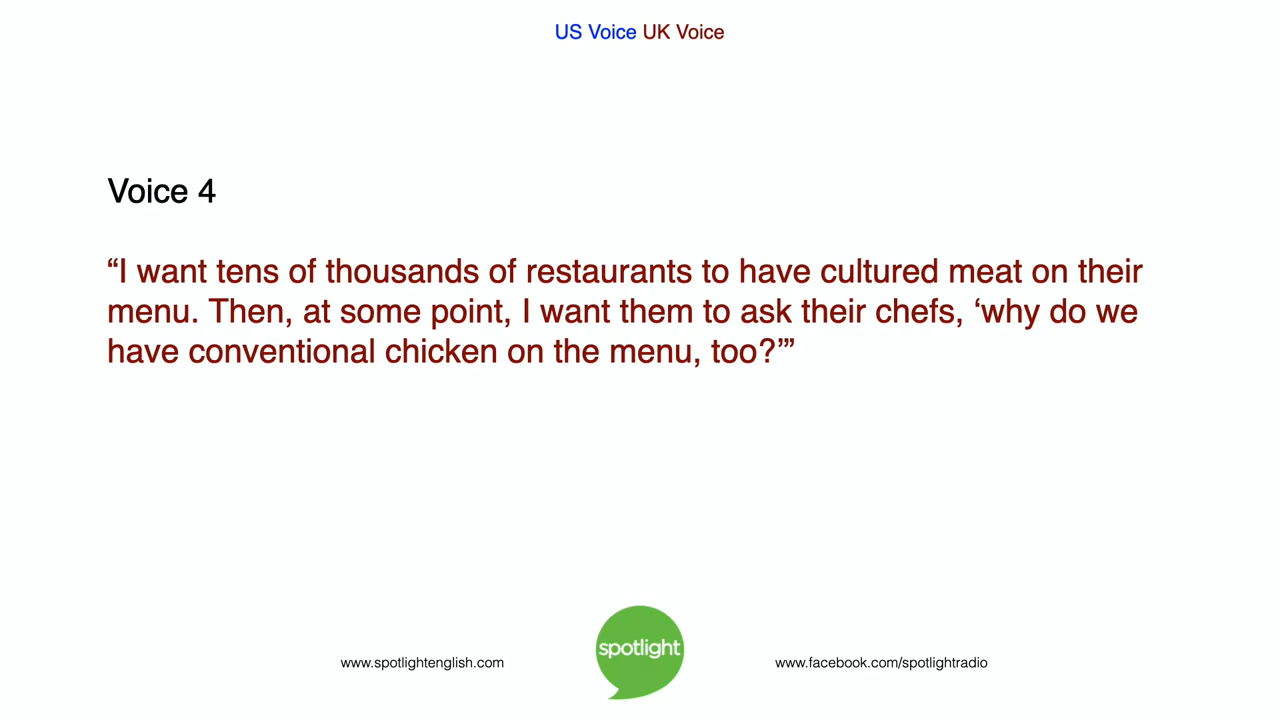 US Voice UK Voice
Voice 4
“I want tens of thousands of restaurants to have cultured meat on their
menu. Then, at some point, I want them to ask their chefs, ‘why do we
have conventional chicken on the menu, too?’”
www.spotlightenglish.com
spotlight
www.facebook.com/spotlightradio